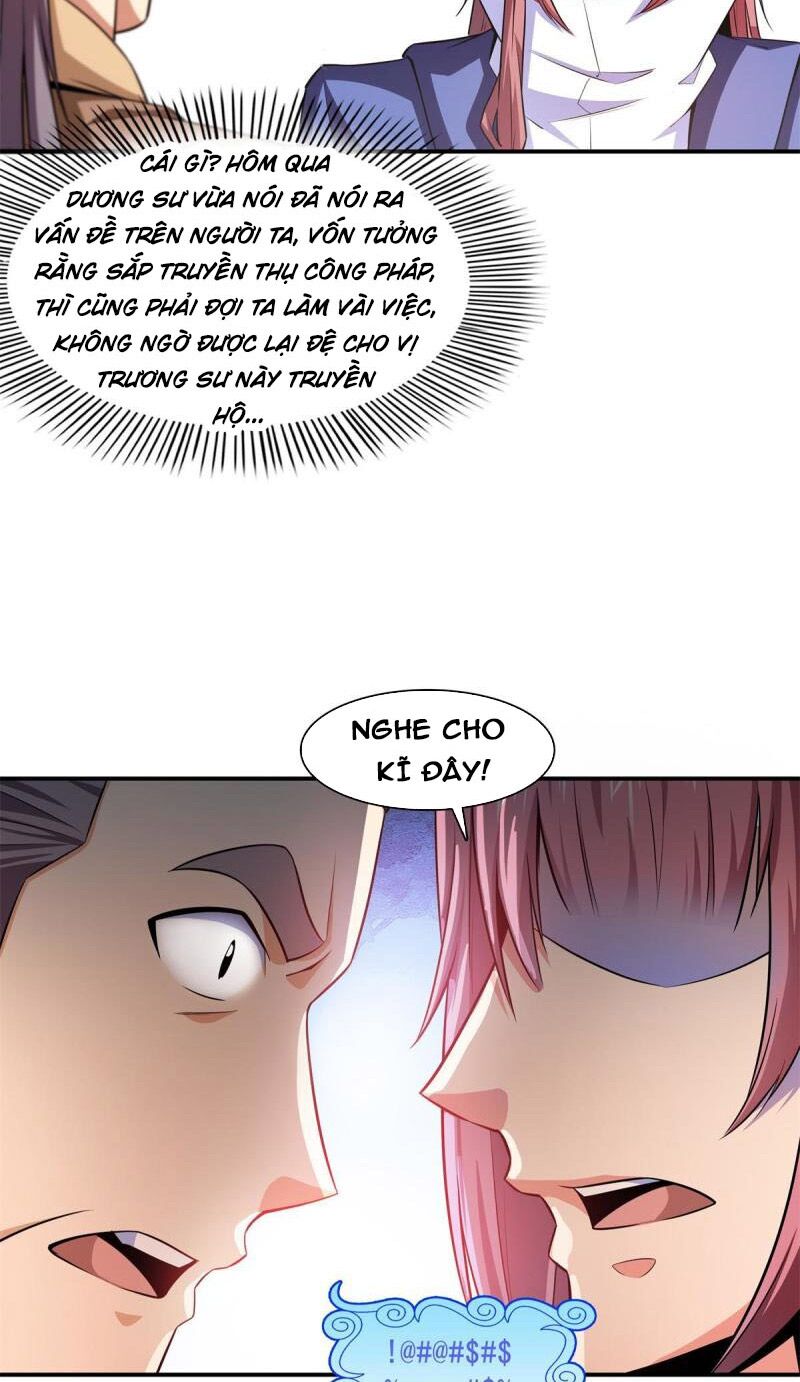 CÁI GÌ? HÔM QUA
DƯƠNG SƯ VỪA NÓI ĐÃ NÓI RA
VẤN ĐỀ TRÊN NGƯỜI TA, VỐN TƯỞNG
RẰNG SẮP TRUYỀN THỤ CÔNG PHÁP,
THÌ CŨNG PHẢI ĐỢI TA LÀM VÀI VIỆC,
KHÔNG NGỜ ĐƯỢC LẠI ĐỆ CHO VỊ
TRƯƠNG SƯ NÀY TRUYỀN
HỘ...
NGHE CHO
KĨ ĐÂY!
!@#@#$#$